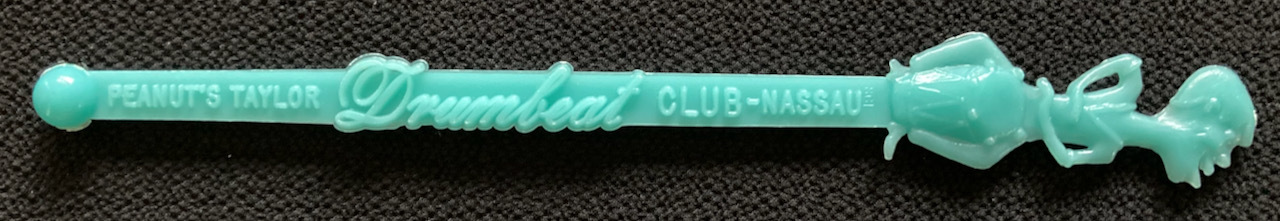 PEANUT'S TAYLOR Drumbeat CLUB-NASSAU